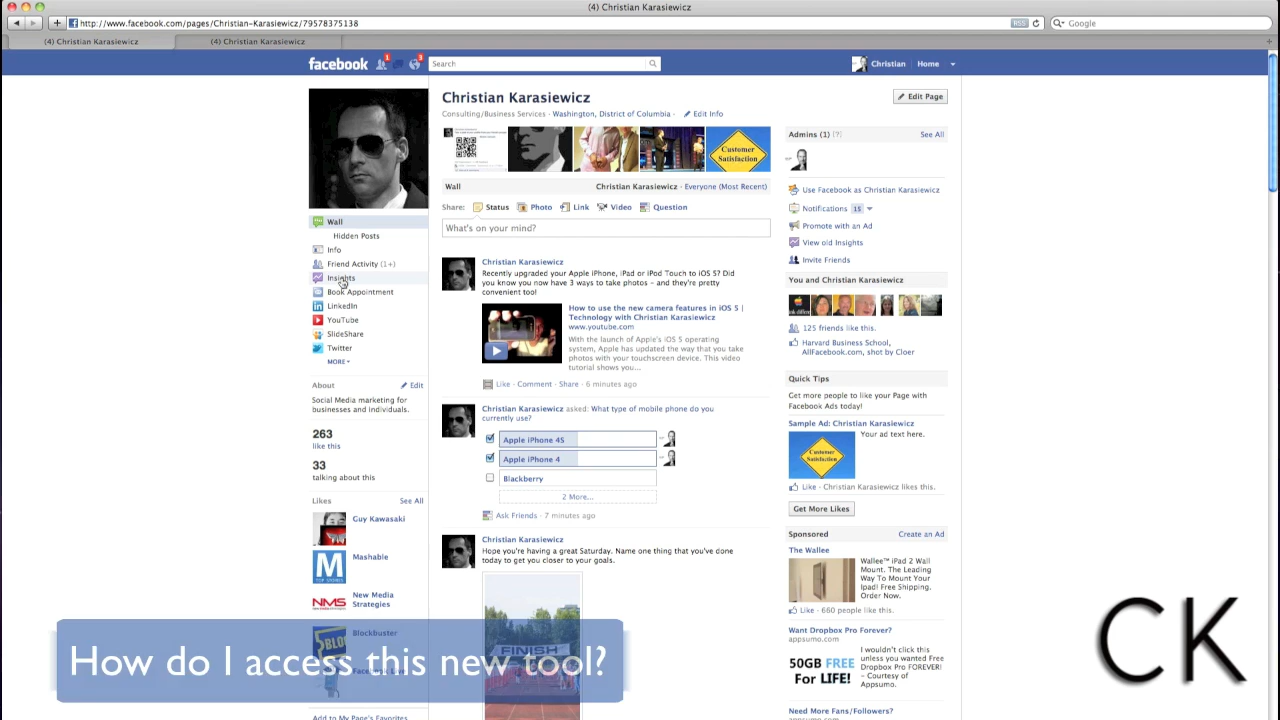 (4) Christian Karasiewicz
http://www.facebook.com/pages/Christian-Karasiewicz/79578375138
RSS
Google
(4) Christian Karasiewicz
(4) Christian Karasiewicz
facebook
1
Search
Christian
Home
Christian Karasiewicz
Edit Page
Consulting/Business Services · Washington, District of Columbia ·
Edit Info
Customer
Satisfaction
Wall
Christian Karasiewicz · Everyone (Most Recent)
Share:
Status
Photo
Link
Video
Question
What's on your mind?
Wall
Hidden Posts
Info
Friend Activity (1+)
Insights
Book Appointment
LinkedIn
YouTube
SlideShare
Twitter
MORE
About
Edit
Social Media marketing for
businesses and individuals.
263
like this
33
talking about this
Likes
See All
Guy Kawasaki
Mashable
New Media
Strategies
NMS
Blockbuster
Add to My Page's Favorites
Christian Karasiewicz
Recently upgraded your Apple iPhone, iPad or iPod Touch to iOS 5? Did
you know you now have 3 ways to take photos – and they're pretty
convenient too!
How to use the new camera features in iOS 5 |
Technology with Christian Karasiewicz
www.youtube.com
With the launch of Apple's iOS 5 operating
system, Apple has updated the way that you take
photos with your touchscreen device. This video
tutorial shows you...
Like · Comment · Share · 6 minutes ago
Christian Karasiewicz asked: What type of mobile phone do you
currently use?
Apple iPhone 4S
Apple iPhone 4
Blackberry
2 More...
Ask Friends · 7 minutes ago
Christian Karasiewicz
Hope you're having a great Saturday. Name one thing that you've done
today to get you closer to your goals.
FINISH
Admins (1) [?]
See All
Use Facebook as Christian Karasiewicz
Notifications 15
Promote with an Ad
View old Insights
Invite Friends
You and Christian Karasiewicz
125 friends like this.
Harvard Business School,
AllFacebook.com, shot by Cloer
Quick Tips
Get more people to like your Page with
Facebook Ads today!
Sample Ad: Christian Karasiewicz
Customer
Satisfaction
Your ad text here.
Like · Christian Karasiewicz likes this.
Get More Likes
Sponsored
Create an Ad
The Wallee
Wallee™ iPad 2 Wall
Mount. The Leading
Way To Mount Your
Ipad! Free Shipping.
Order Now.
Like · 660 people like this.
Want Dropbox Pro Forever?
appsumo.com
50GB FREE
For LIFE!
I wouldn't click this
unless you wanted Free
Dropbox Pro FOREVER!
– Courtesy of
Appsumo.
Need More Fans/Followers?
How do I access this new tool?
CK